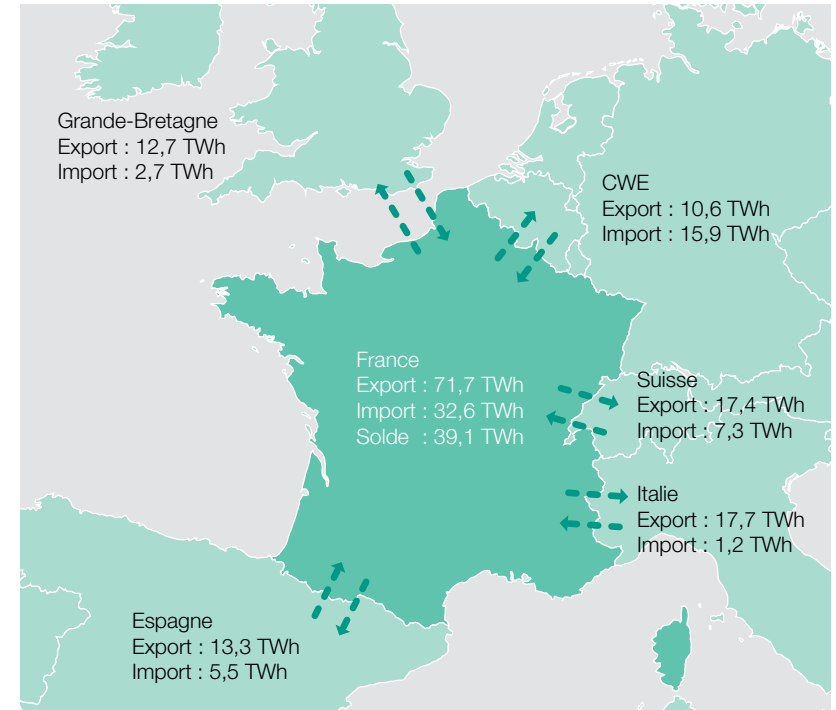 Grande-Bretagne
Export : 12,7 TWh
Import : 2,7 TWh
CWE
Export : 10,6 TWh
Import : 15,9 TWh
France
Export : 71,7 TWh
Import : 32,6 TWh
Solde : 39,1 TWh
Suisse
Export : 17,4 TWh
Import : 7,3 TWh
Italie
Export : 17,7 TWh
Import : 1,2 TWh
Espagne
Export : 13,3 TWh
Import : 5,5 TWh